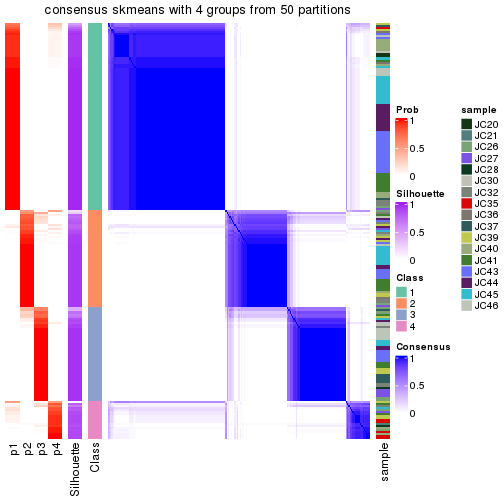 consensus skmeans with 4 groups from 50 partitions
Prob
1
0.5
0
Silhouette
1
0.5
0
Class
1
2
3
4
Consensus
1
0.5
0
sample
JC20
JC21
JC26
JC27
JC28
JC30
JC32
JC35
JC36
JC37
JC39
JC40
JC41
JC43
JC44
JC45
JC46
p1
p2
p3
p4
Silhouette
Class
sample